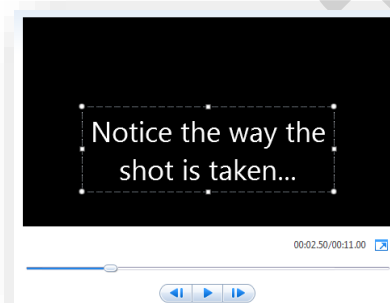 Notice the way the
shot is taken...
00:02.50/00:11.00